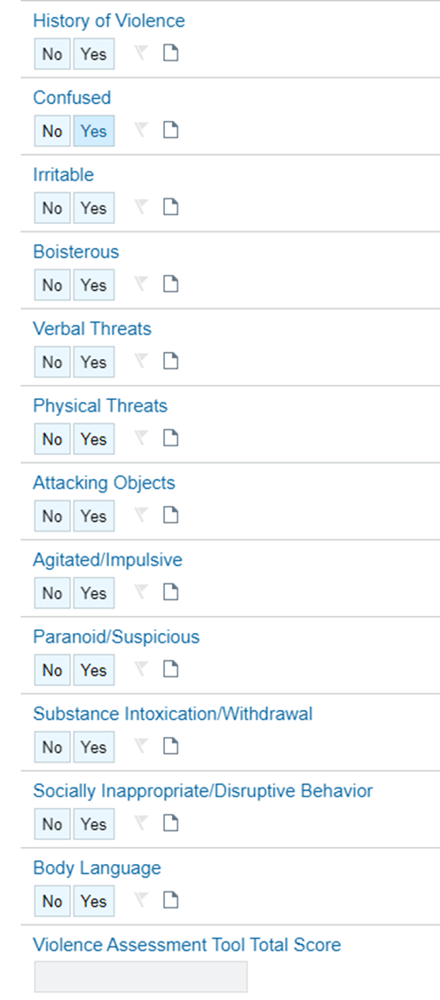 History of Violence
No Yes
Confused
No Yes
Irritable
No Yes
Boisterous
No Yes
Verbal Threats
No Yes
Physical Threats
No Yes
Attacking Objects
No Yes
Agitated/Impulsive
No Yes
Paranoid/Suspicious
No Yes
Substance Intoxication/Withdrawal
No Yes
Socially Inappropriate/Disruptive Behavior
No Yes
Body Language
No Yes
Violence Assessment Tool Total Score